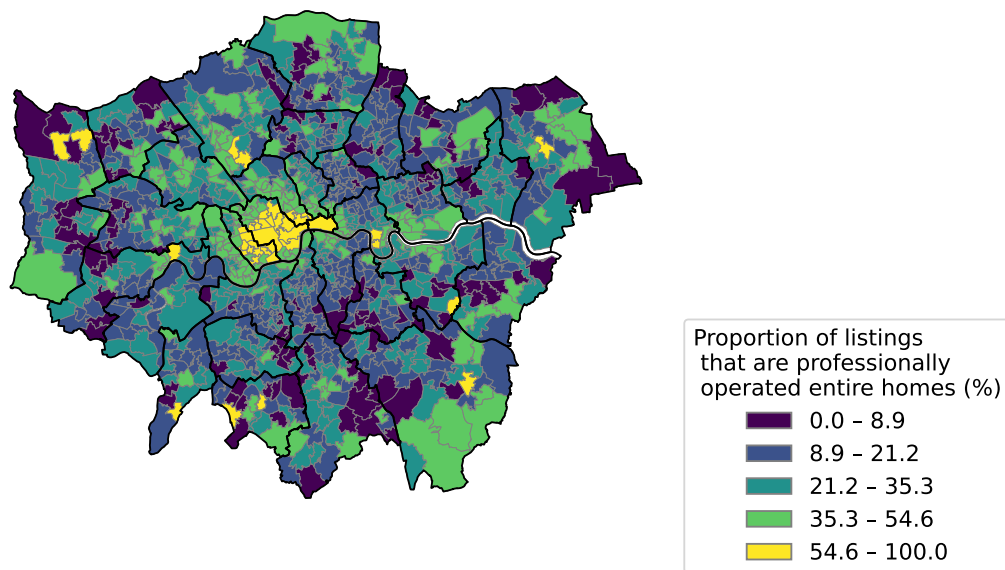 Proportion of listings
that are professionally
operated entire homes (%)
0.0 – 8.9
8.9 – 21.2
21.2 – 35.3
35.3 – 54.6
54.6 – 100.0